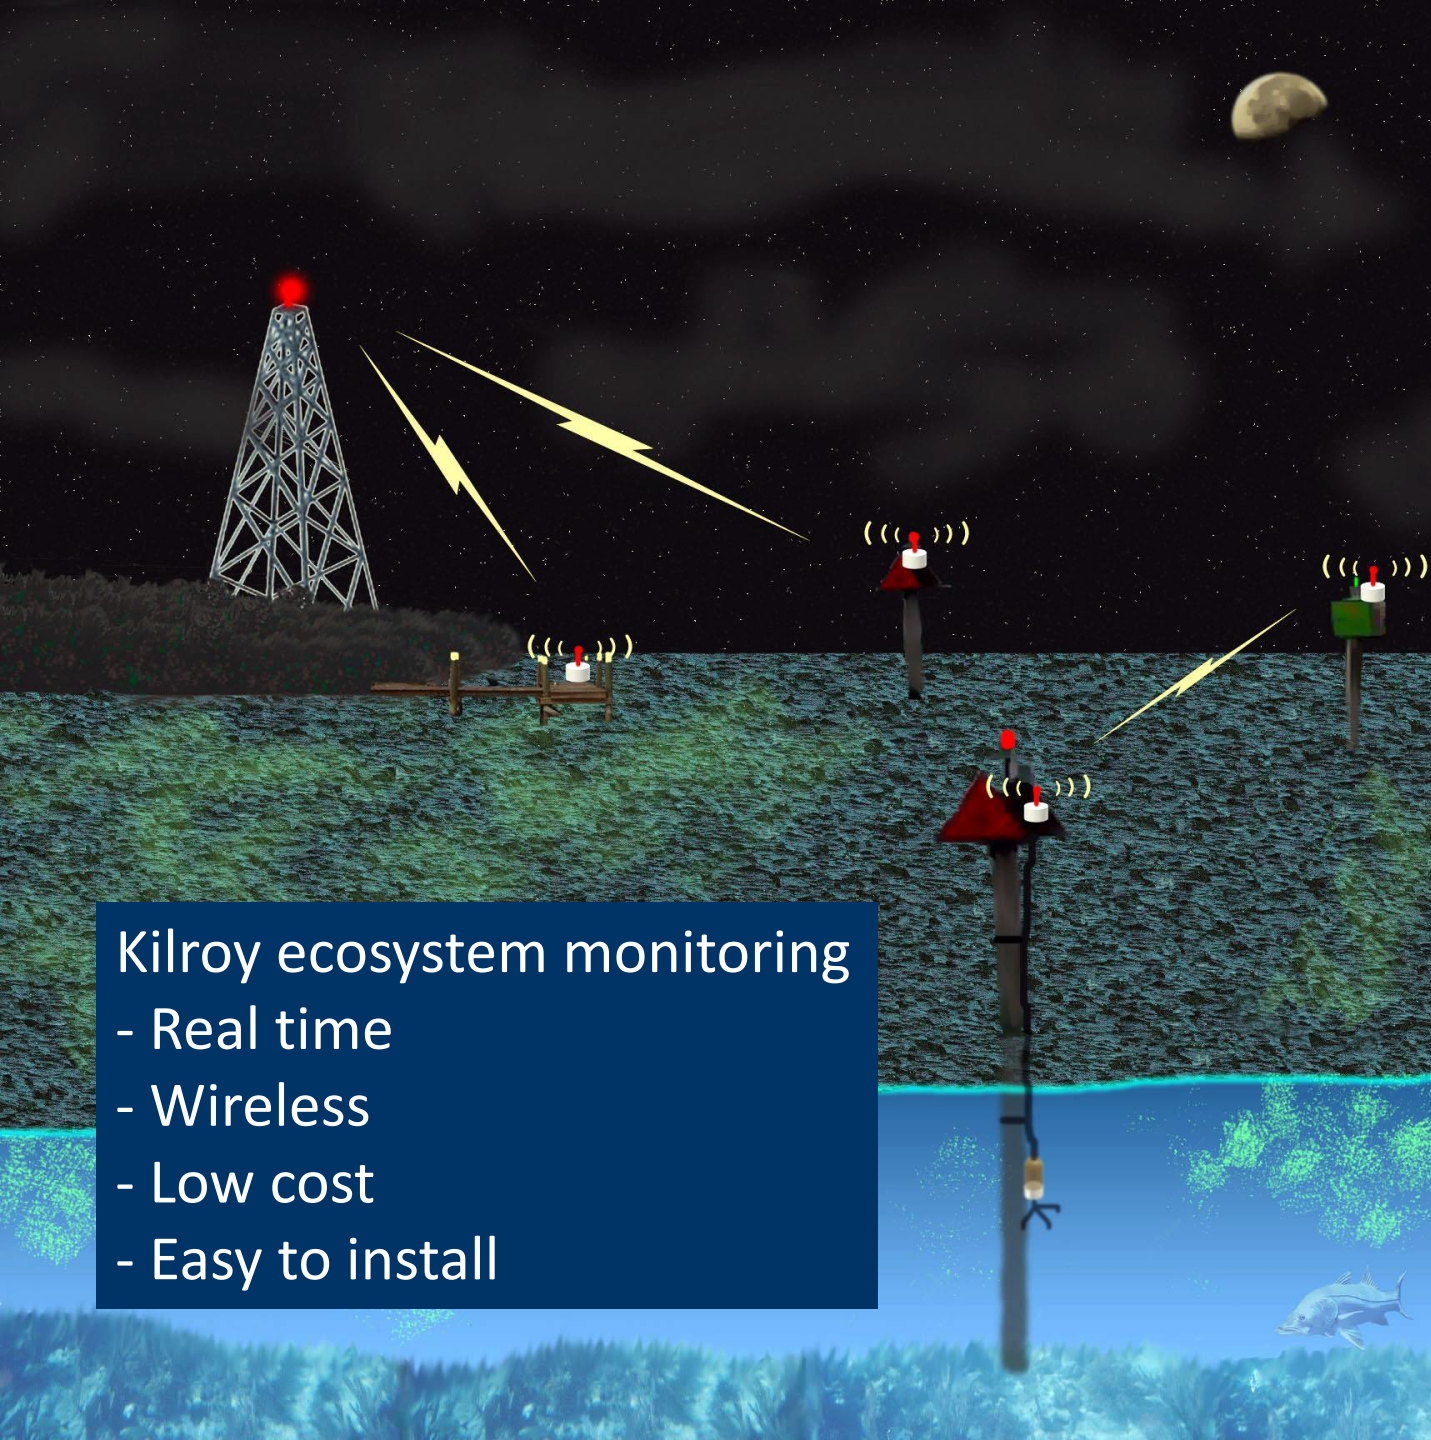 Kilroy ecosystem monitoring
- Real time
- Wireless
- Low cost
- Easy to install